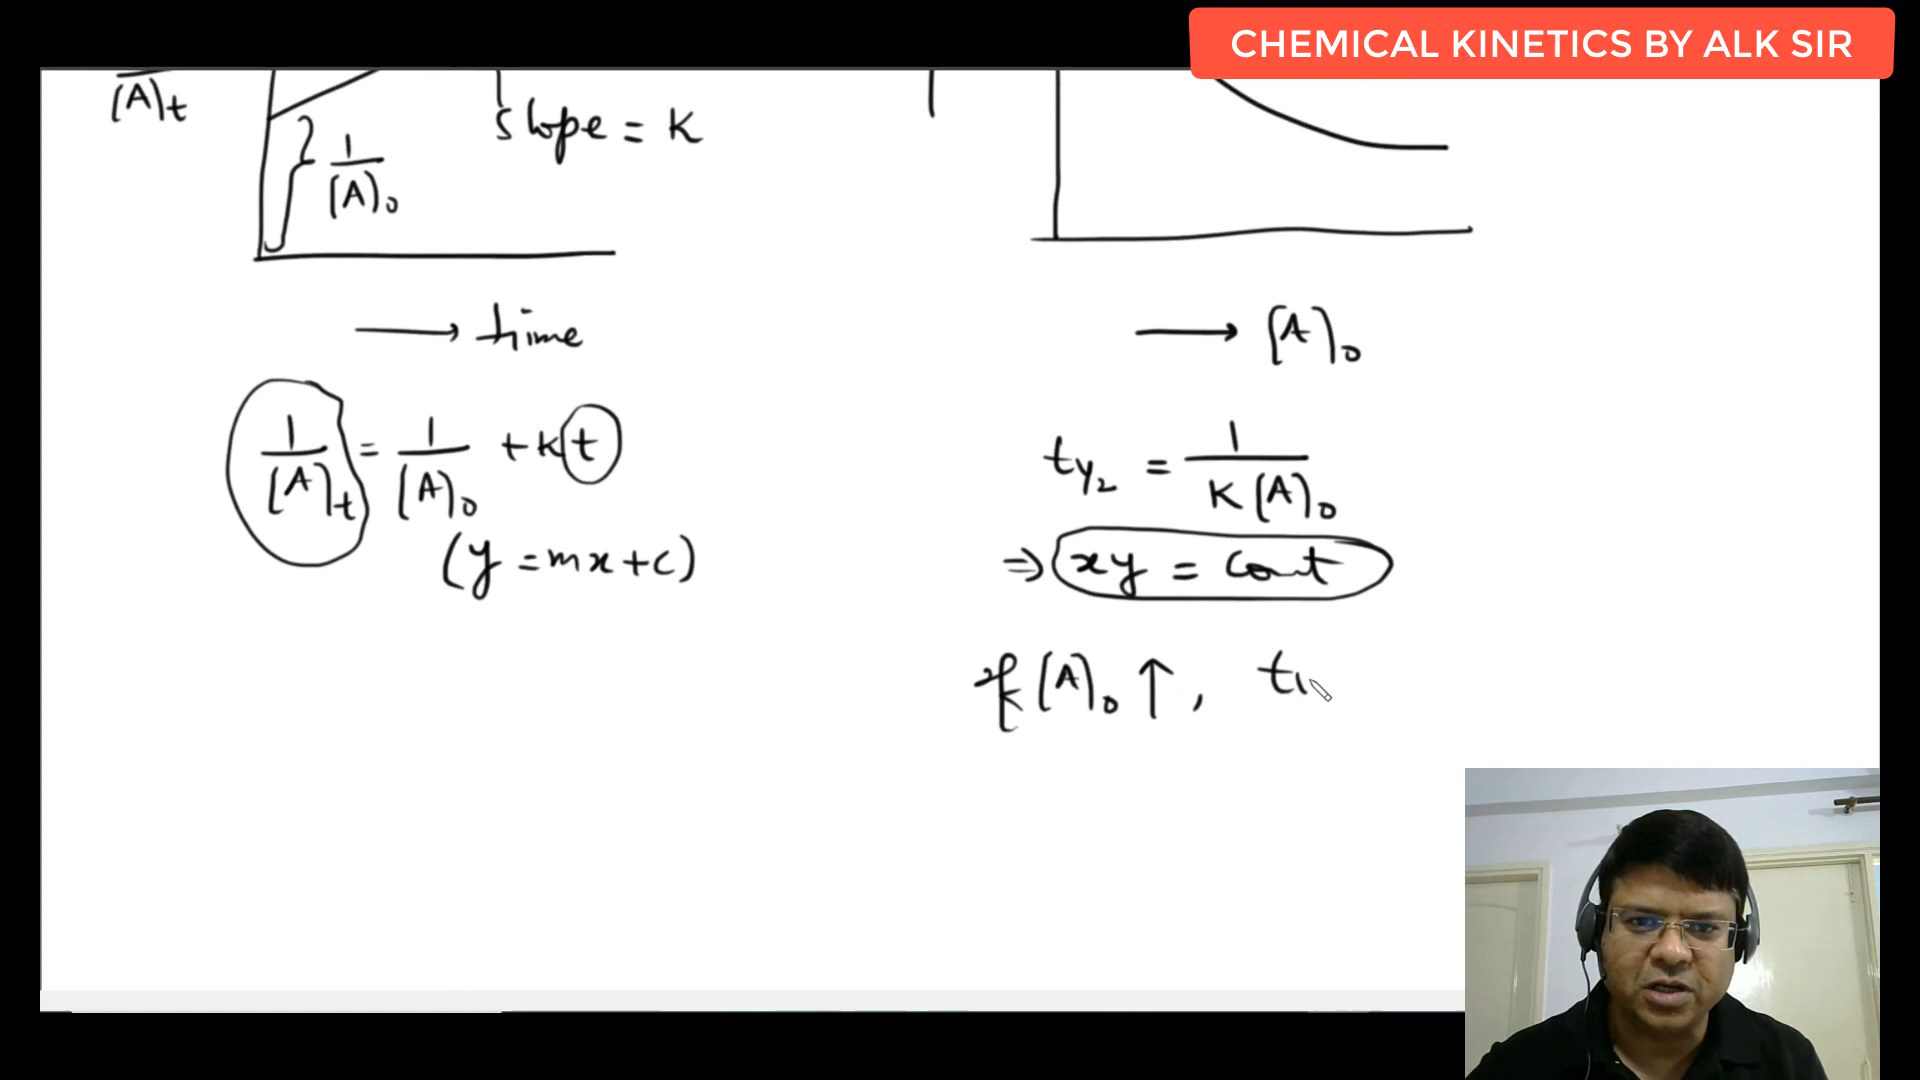 CHEMICAL KINETICS BY ALK SIR
[A]t
slope = K
1
[A]0
→ time
1/[A]t = 1/[A]0 + Kt
(y = mx + c)
→ [A]0
t1/2 = 1/K[A]0
⇒ xy = const
if [A]0 ↑, t1